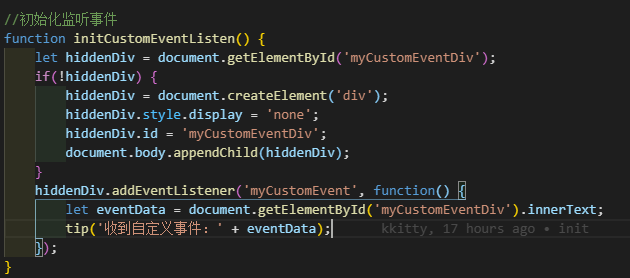 //初始化监听事件
function initCustomEventListen() {
    let hiddenDiv = document.getElementById('myCustomEventDiv');
    if(!hiddenDiv) {
        hiddenDiv = document.createElement('div');
        hiddenDiv.style.display = 'none';
        hiddenDiv.id = 'myCustomEventDiv';
        document.body.appendChild(hiddenDiv);
    }
    hiddenDiv.addEventListener('myCustomEvent', function() {
        let eventData = document.getElementById('myCustomEventDiv').innerText;
        tip('收到自定义事件：' + eventData);     kkitty, 17 hours ago • init
    });
}